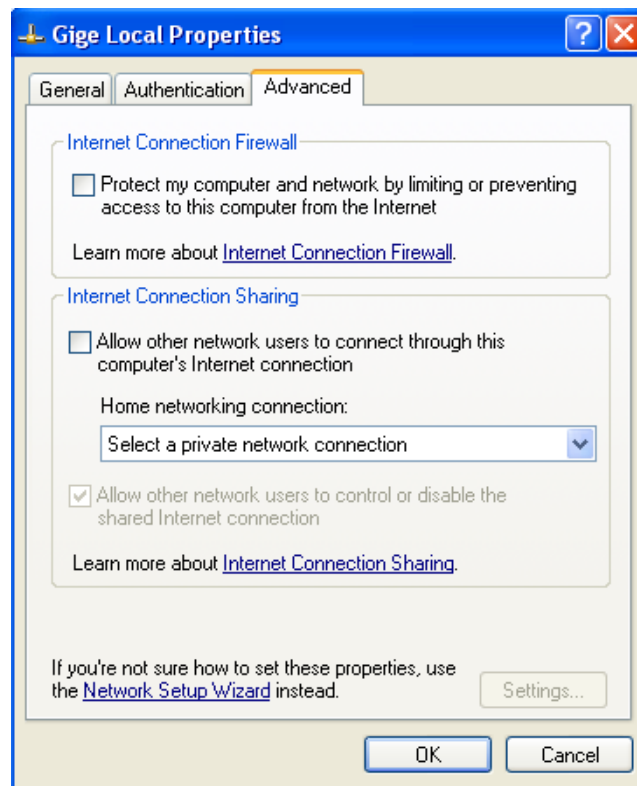 Gige Local Properties
General Authentication Advanced
Internet Connection Firewall
Protect my computer and network by limiting or preventing
access to this computer from the Internet
Learn more about Internet Connection Firewall.
Internet Connection Sharing
Allow other network users to connect through this
computer's Internet connection
Home networking connection:
Select a private network connection
Allow other network users to control or disable the
shared Internet connection
Learn more about Internet Connection Sharing.
If you're not sure how to set these properties, use
the Network Setup Wizard instead.
Settings...
OK Cancel